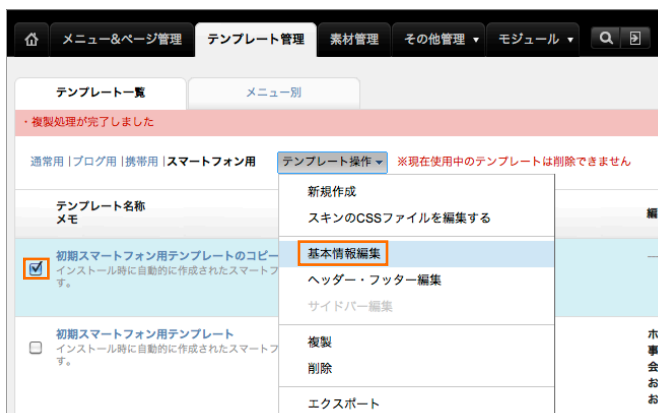 メニュー&ページ管理 テンプレート管理 素材管理 その他管理 ▼ モジュール ▼
テンプレート一覧 メニュー別
・複製処理が完了しました
通常用 | ブログ用 | 携帯用 | スマートフォン用 テンプレート操作 ▼ ※現在使用中のテンプレートは削除できません
新規作成
スキンのCSSファイルを編集する
基本情報編集
ヘッダー・フッター編集
サイドバー編集
複製
削除
エクスポート
テンプレート名称
メモ
編
初期スマートフォン用テンプレートのコピー
インストール時に自動的に作成されたスマートフ
す。
初期スマートフォン用テンプレート
インストール時に自動的に作成されたスマートフ
す。
ホ
事
会
お
お